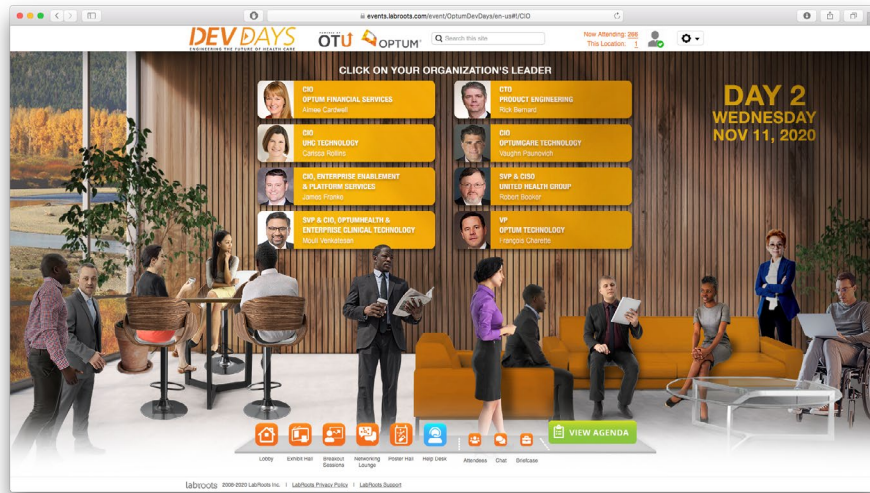 events.labroots.com/event/OptumDevDays/en-us#!/CIO
DEV DAYS
ENGINEERING THE FUTURE OF HEALTH CARE
POWERED BY
OTU
OPTUM®
Search this site
Now Attending: 266
This Location: 1
CLICK ON YOUR ORGANIZATION'S LEADER
CIO
OPTUM FINANCIAL SERVICES
Aimee Cardwell
CTO
PRODUCT ENGINEERING
Rick Bernard
CIO
UHC TECHNOLOGY
Carissa Rollins
CIO
OPTUMCARE TECHNOLOGY
Vaughn Paunovich
CIO, ENTERPRISE ENABLEMENT
& PLATFORM SERVICES
James Franko
SVP & CISO
UNITED HEALTH GROUP
Robert Booker
SVP & CIO, OPTUMHEALTH &
ENTERPRISE CLINICAL TECHNOLOGY
Mouli Venkatesan
VP
OPTUM TECHNOLOGY
François Charette
DAY 2
WEDNESDAY
NOV 11, 2020
Lobby
Exhibit Hall
Breakout
Sessions
Networking
Lounge
Poster Hall
Help Desk
Attendees
Chat
Briefcase
VIEW AGENDA
labroots 2008-2020 LabRoots Inc. | LabRoots Privacy Policy | LabRoots Support